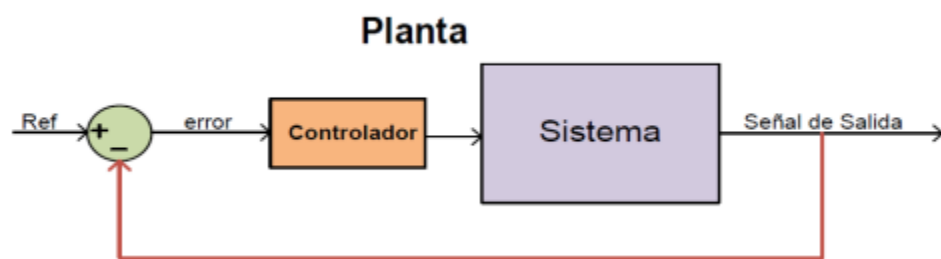 Planta
Ref
+
−
error
Controlador
Sistema
Señal de Salida